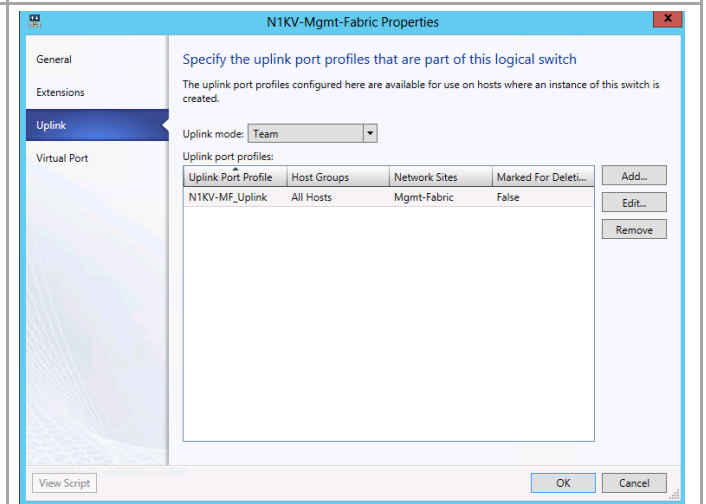 N1KV-Mgmt-Fabric Properties
x
General
Extensions
Uplink
Virtual Port
Specify the uplink port profiles that are part of this logical switch
The uplink port profiles configured here are available for use on hosts where an instance of this switch is
created.
Uplink mode: Team
Uplink port profiles:
Uplink Port Profile Host Groups Network Sites Marked For Deleti...
N1KV-MF_Uplink All Hosts Mgmt-Fabric False
Add...
Edit...
Remove
View Script
OK Cancel